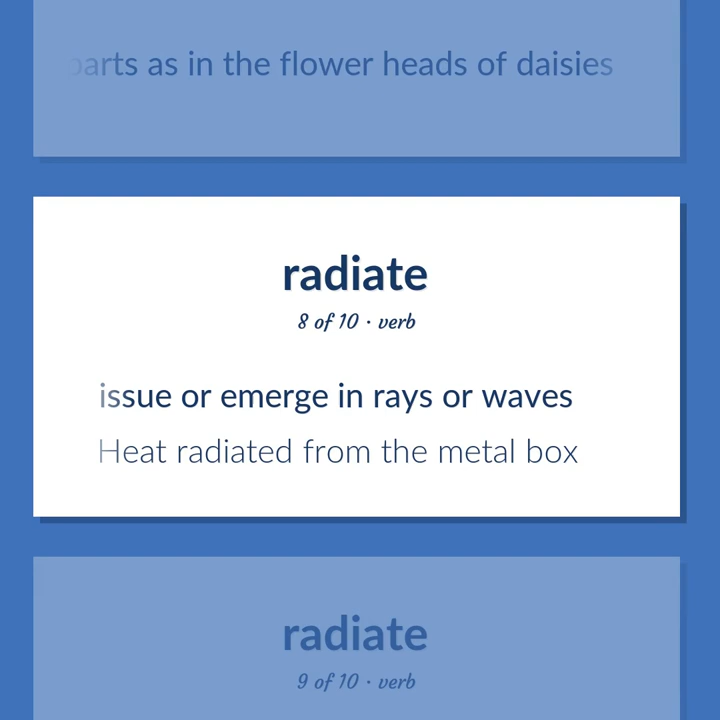 parts as in the flower heads of daisies
radiate
8 of 10 · verb
issue or emerge in rays or waves
Heat radiated from the metal box
radiate
9 of 10 · verb